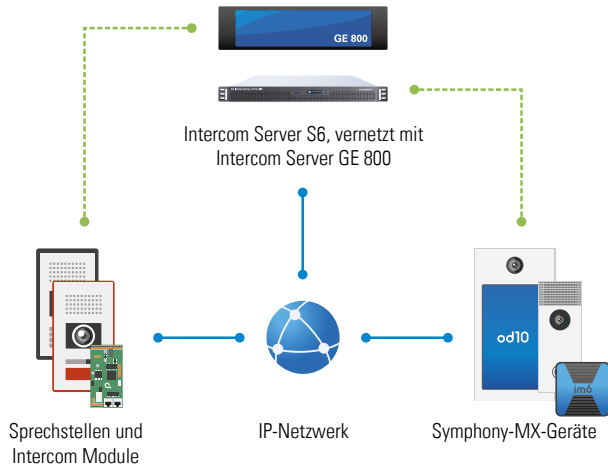 GE 800
Intercom Server S6, vernetzt mit
Intercom Server GE 800
od10
im6
Sprechstellen und
Intercom Module
IP-Netzwerk
Symphony-MX-Geräte